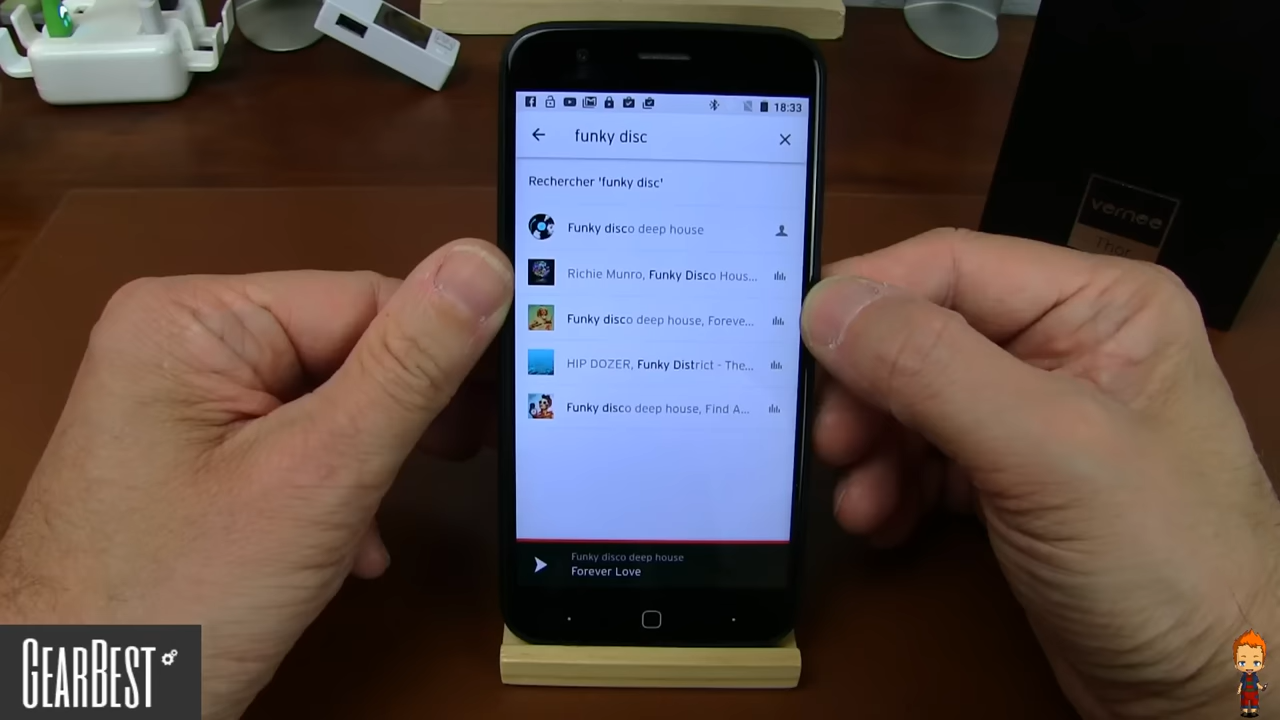 18:33
funky disc
Rechercher 'funky disc'
Funky disco deep house
Richie Munro, Funky Disco Hous...
Funky disco deep house, Foreve...
HIP DOZER, Funky District - The...
Funky disco deep house, Find A...
Funky disco deep house
Forever Love
vernee
Thor
GEARBEST